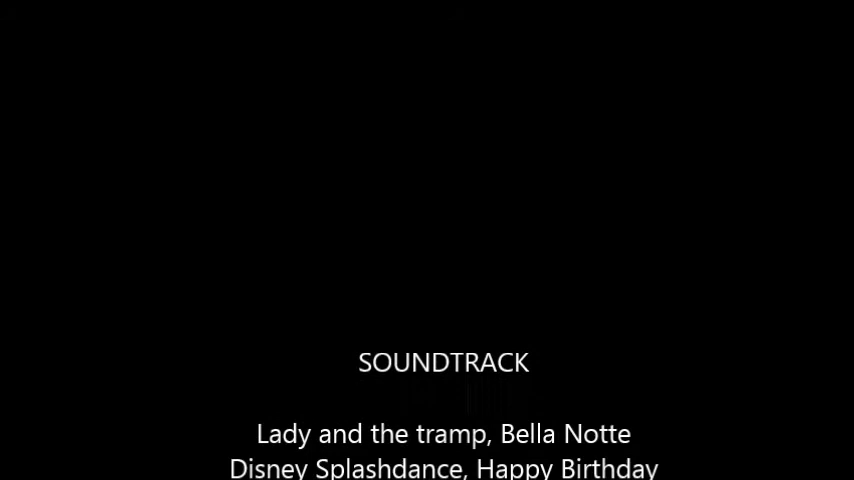 SOUNDTRACK
Lady and the tramp, Bella Notte
Disney Splashdance, Happy Birthday